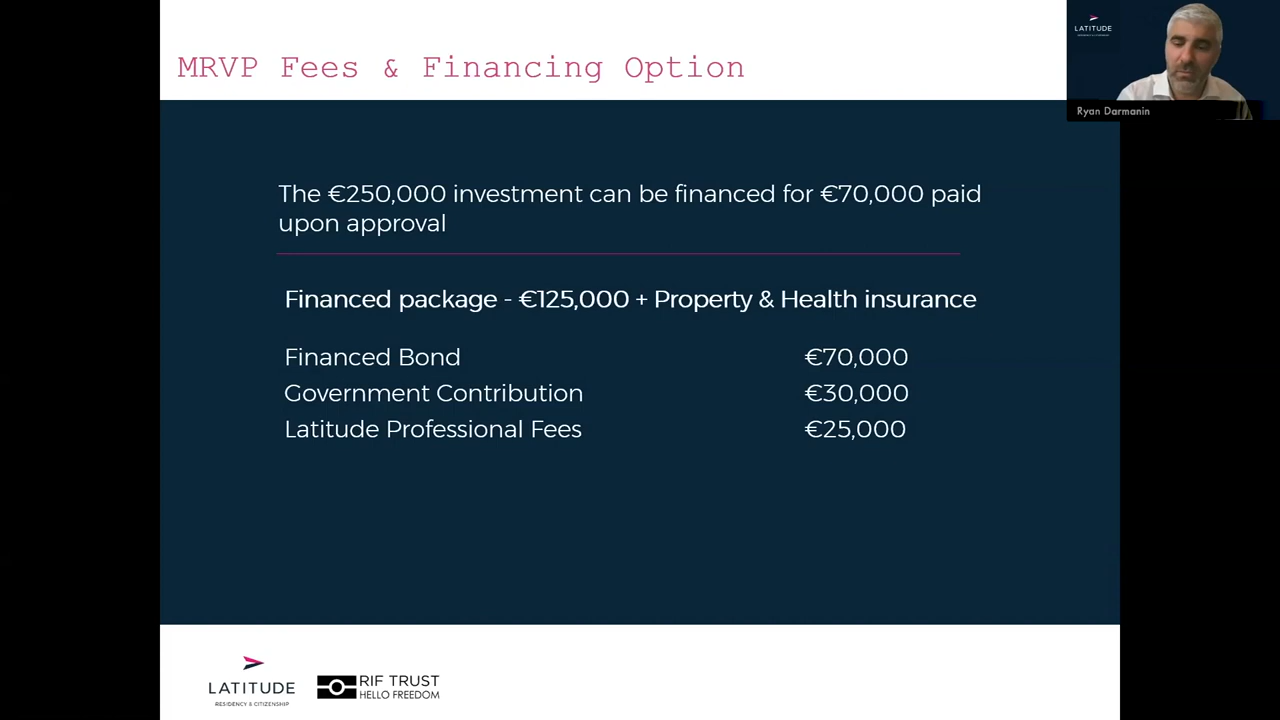 MRVP Fees & Financing Option
LATITUDE
RESIDENCY & CITIZENSHIP
Ryan Darmanin
The €250,000 investment can be financed for €70,000 paid
upon approval
Financed package - €125,000 + Property & Health insurance
Financed Bond €70,000
Government Contribution €30,000
Latitude Professional Fees €25,000
LATITUDE
RESIDENCY & CITIZENSHIP
RIF TRUST
HELLO FREEDOM